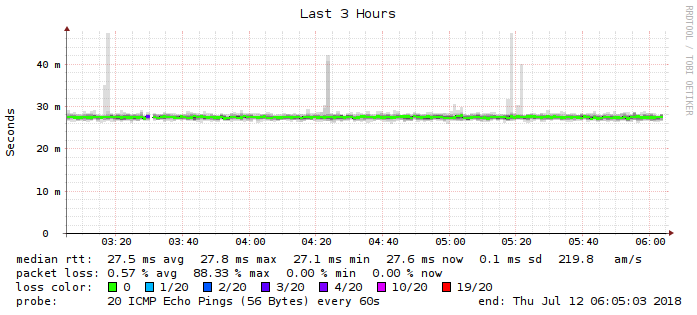 Last 3 Hours
RRDTOOL / TOBI OETIKER
Seconds
40 m
30 m
20 m
10 m
0
03:20 03:40 04:00 04:20 04:40 05:00 05:20 05:40 06:00
median rtt: 27.5 ms avg 27.8 ms max 27.1 ms min 27.6 ms now 0.1 ms sd 219.8 am/s
packet loss: 0.57 % avg 88.33 % max 0.00 % min 0.00 % now
loss color: 0 1/20 2/20 3/20 4/20 10/20 19/20
probe: 20 ICMP Echo Pings (56 Bytes) every 60s end: Thu Jul 12 06:05:03 2018